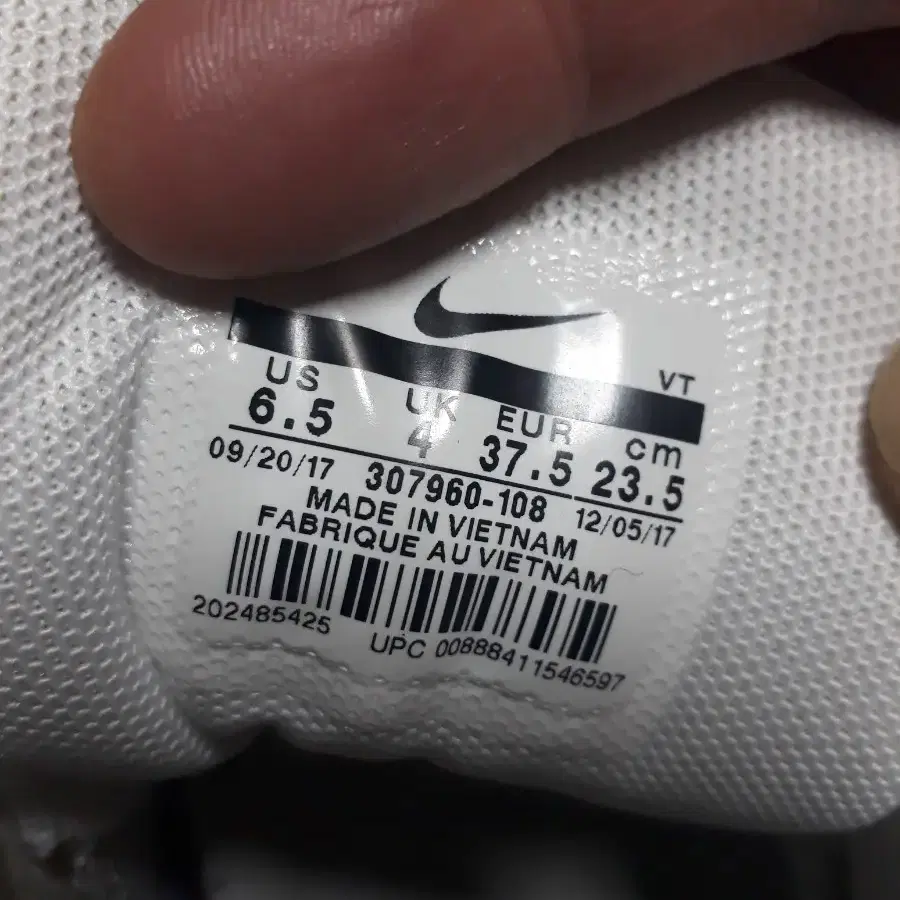 VT
US UK EUR cm
6.5 4 37.5 23.5
09/20/17 307960-108 12/05/17
MADE IN VIETNAM
FABRIQUE AU VIETNAM
202485425
UPC 00888411546597